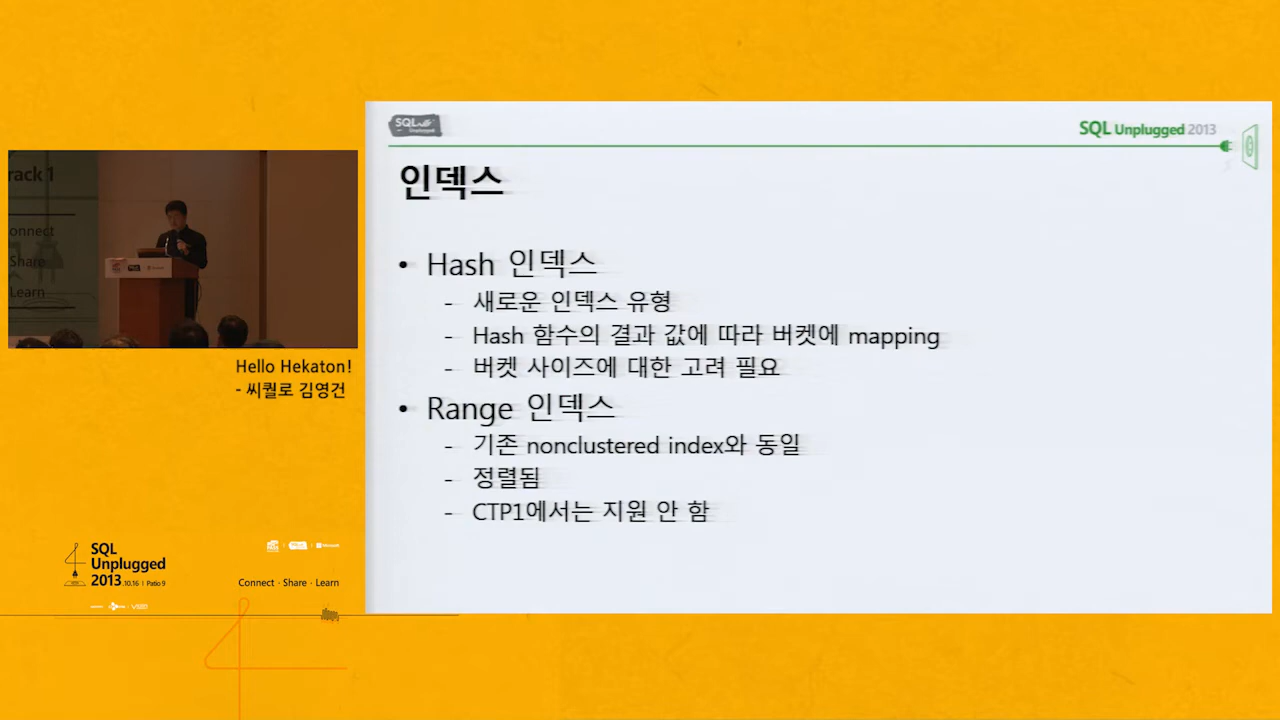 SQL Unplugged
SQL Unplugged 2013
인덱스
• Hash 인덱스
- 새로운 인덱스 유형
- Hash 함수의 결과 값에 따라 버켓에 mapping
- 버켓 사이즈에 대한 고려 필요
• Range 인덱스
- 기존 nonclustered index와 동일
- 정렬됨
- CTP1에서는 지원 안 함
rack 1
onnect
Share
Learn
Hello Hekaton!
- 씨퀄로 김영건
SQL
Unplugged
2013.10.16 | Patio 9
Microsoft
Connect · Share · Learn